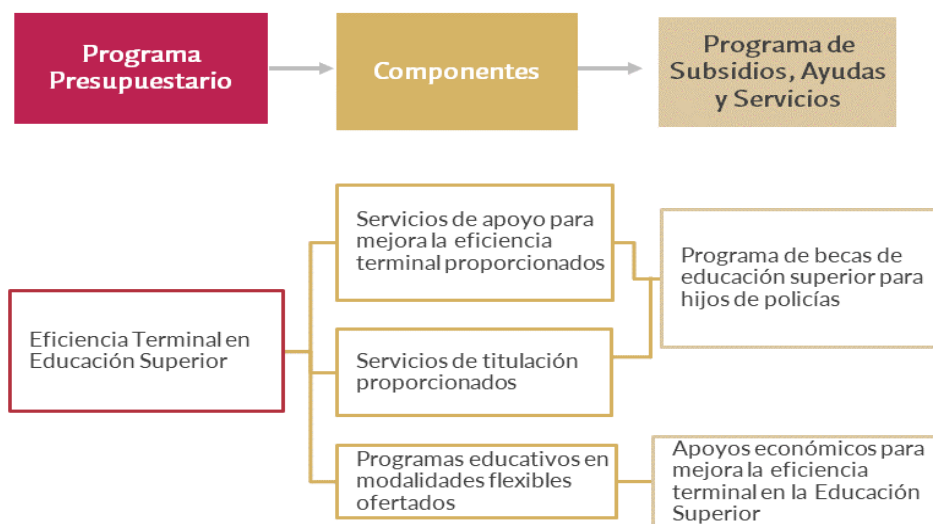 Programa
Presupuestario
Componentes
Programa de
Subsidios, Ayudas
y Servicios
Eficiencia Terminal en
Educación Superior
Servicios de apoyo para
mejora la eficiencia
terminal proporcionados
Servicios de titulación
proporcionados
Programas educativos en
modalidades flexibles
ofertados
Programa de becas de
educación superior para
hijos de policías
Apoyos económicos para
mejora la eficiencia
terminal en la Educación
Superior